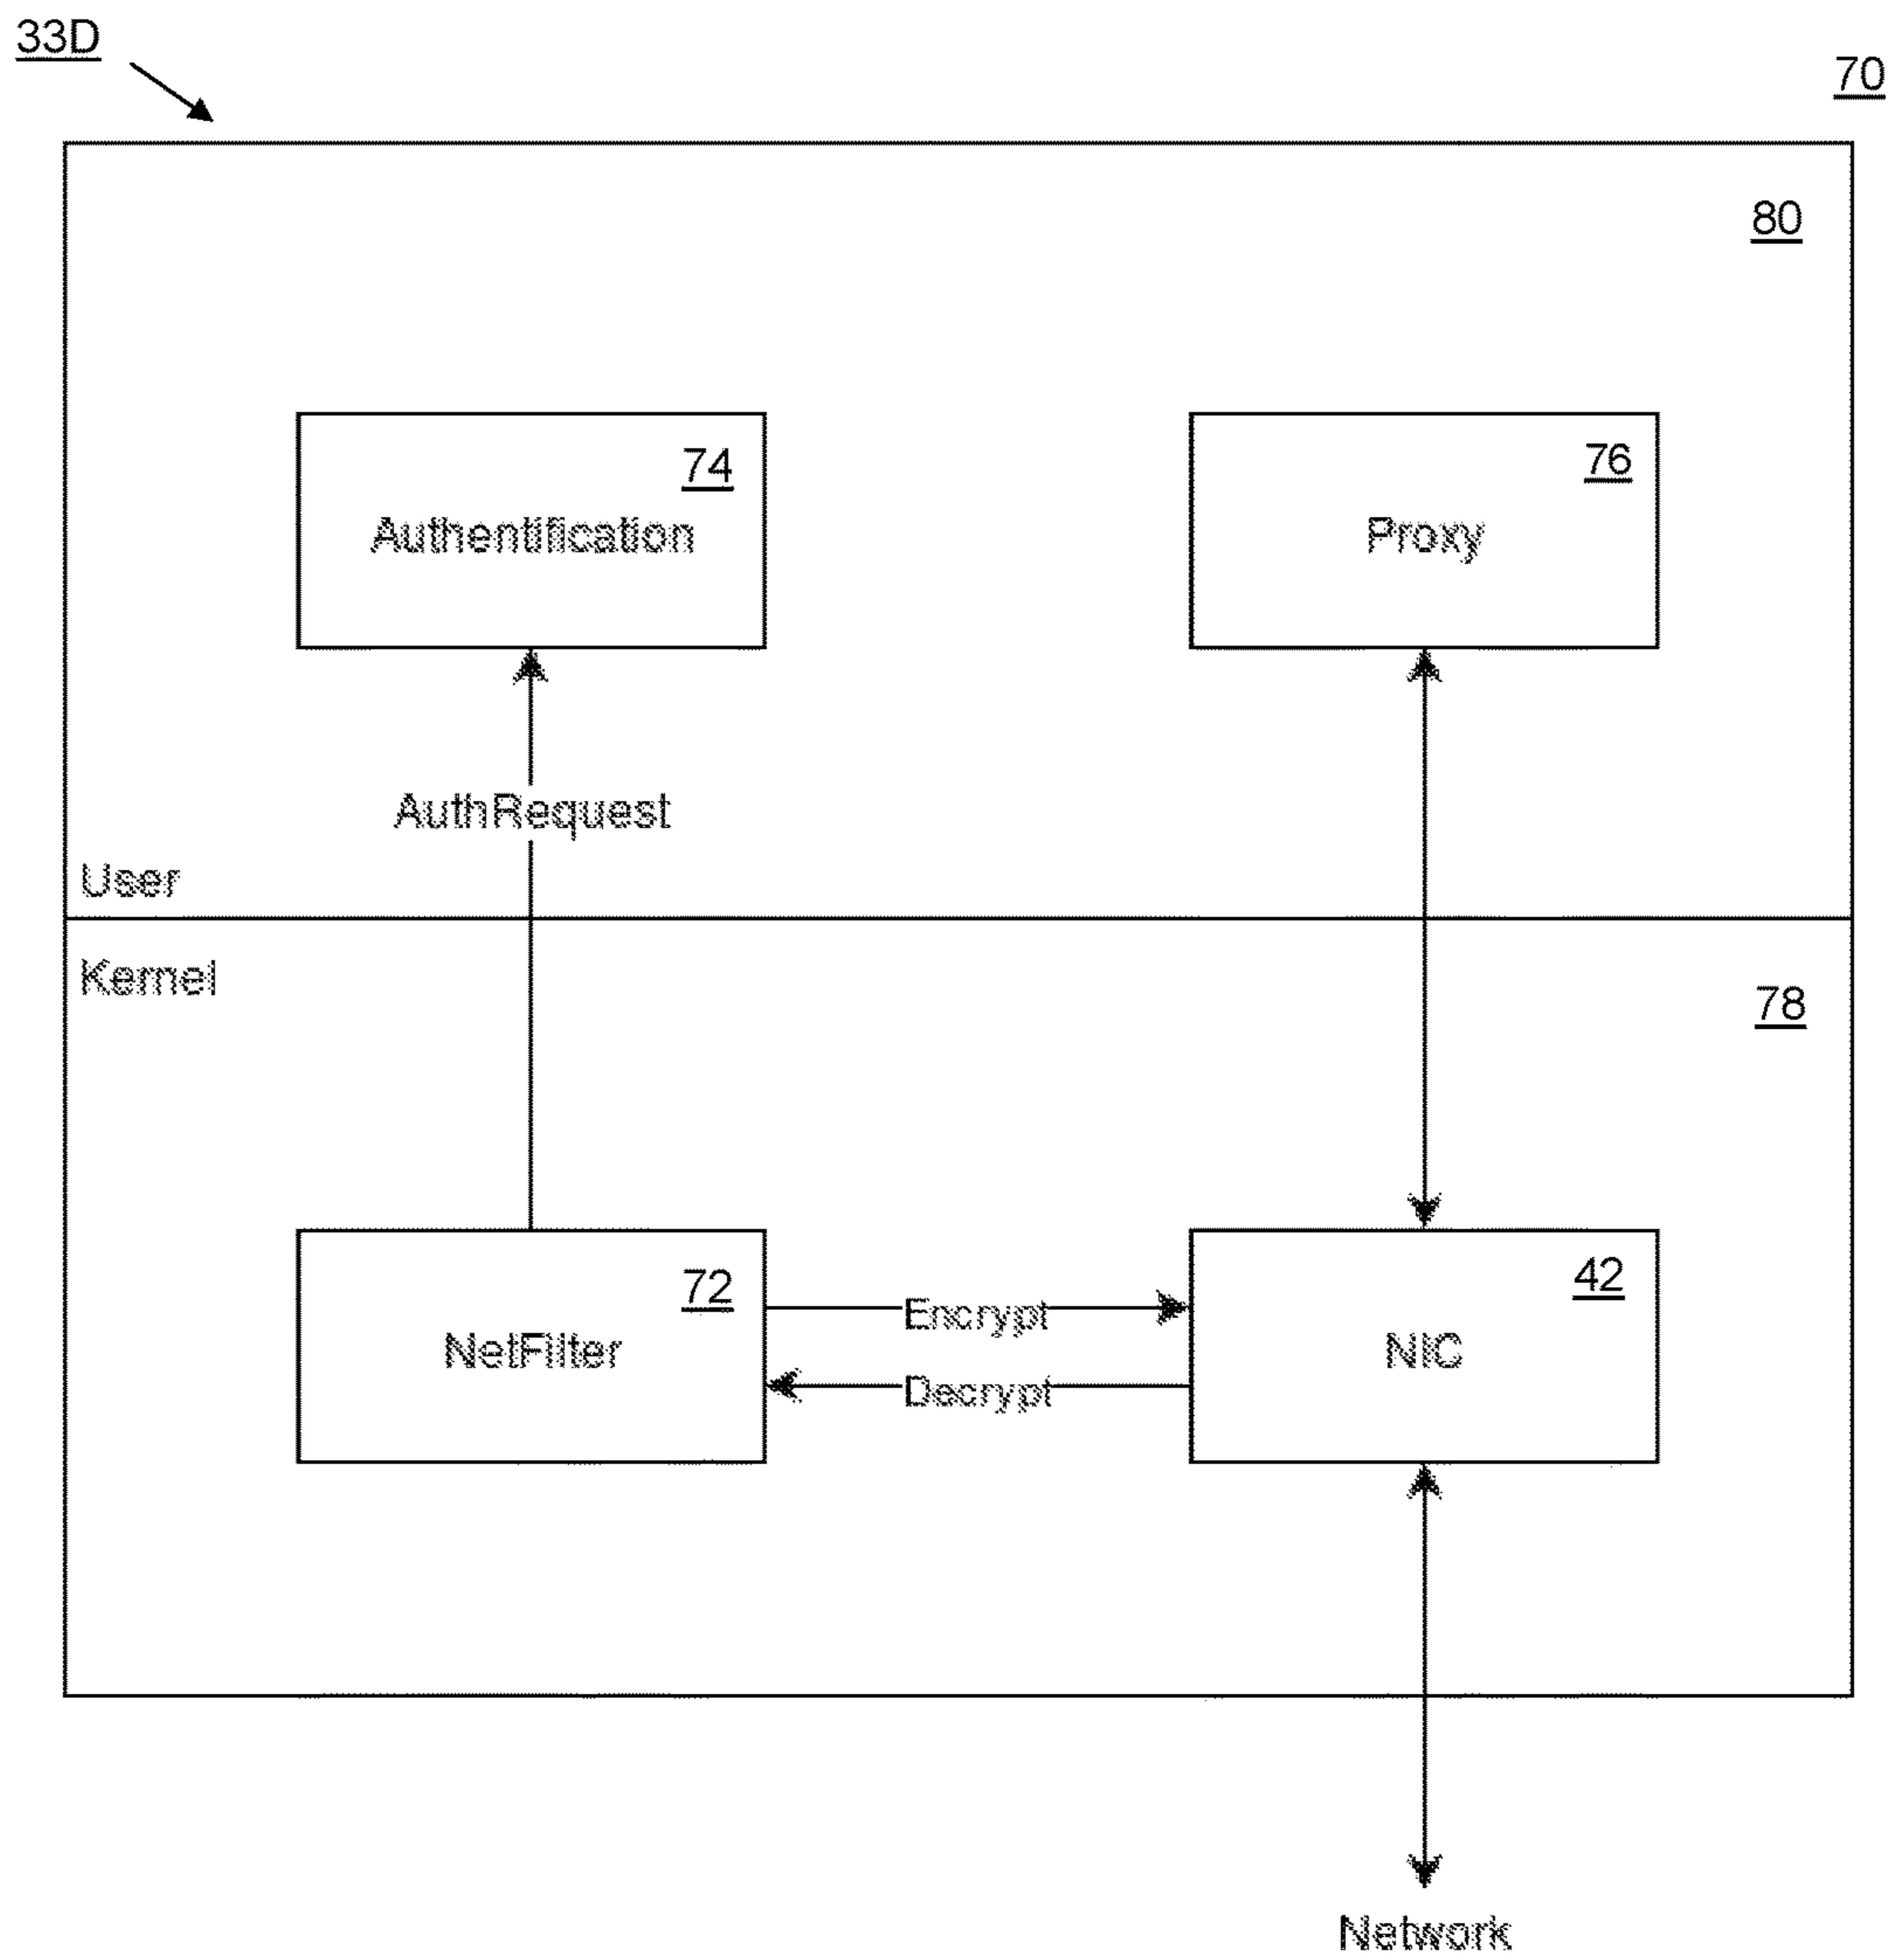 33D
70
80
74
Authentification
76
Proxy
AuthRequest
User
Kernel
78
72
NetFilter
Encrypt
Decrypt
42
NIC
Network